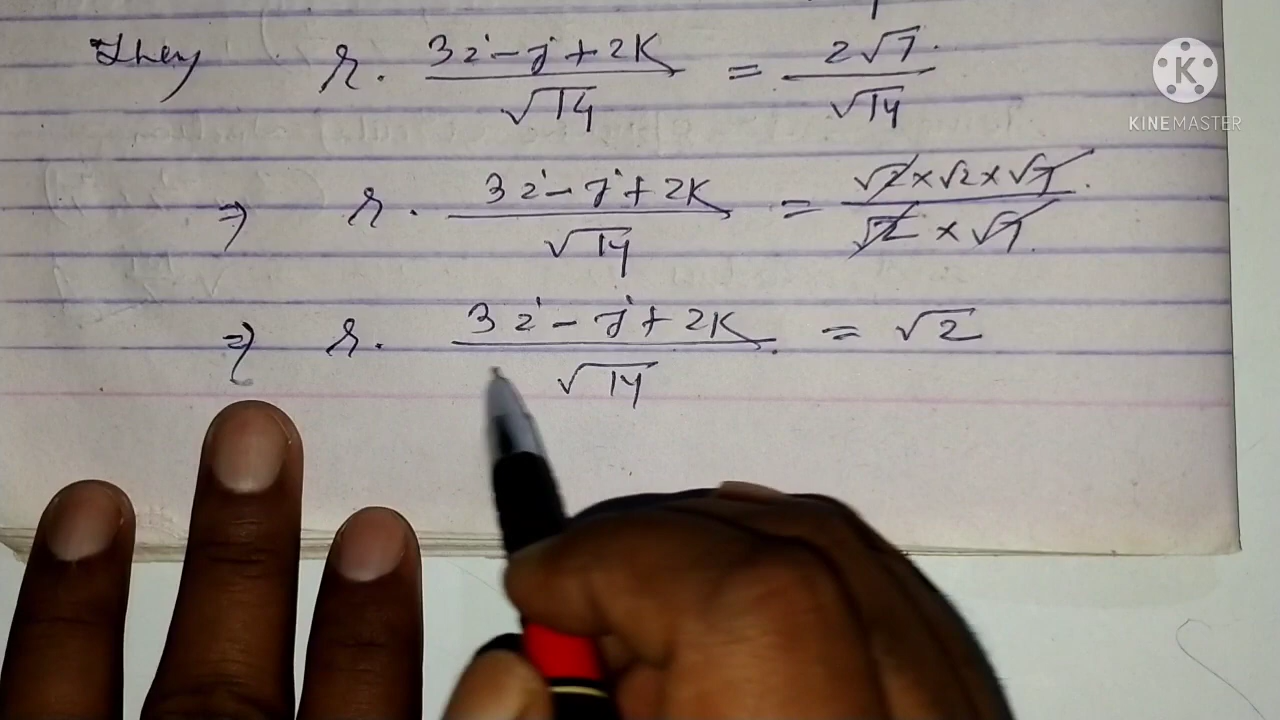 They r. (3i - j + 2k)/√14 = 2√7/√14
KINEMASTER
⇒ r. (3i - j + 2k)/√14 = (√2 × √2 × √7)/(√2 × √7)
⇒ r. (3i - j + 2k)/√14 = √2